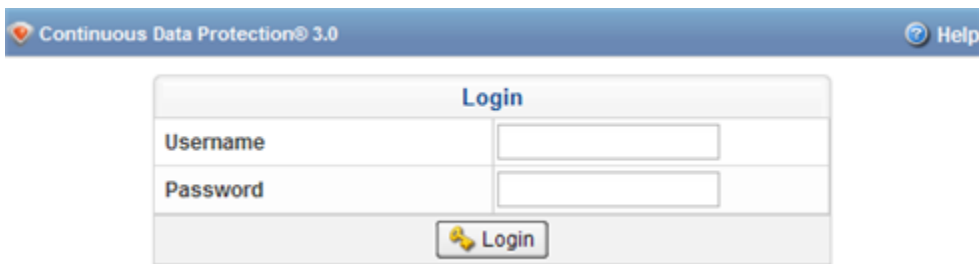 Continuous Data Protection® 3.0 Help
Login
Username
Password
Login